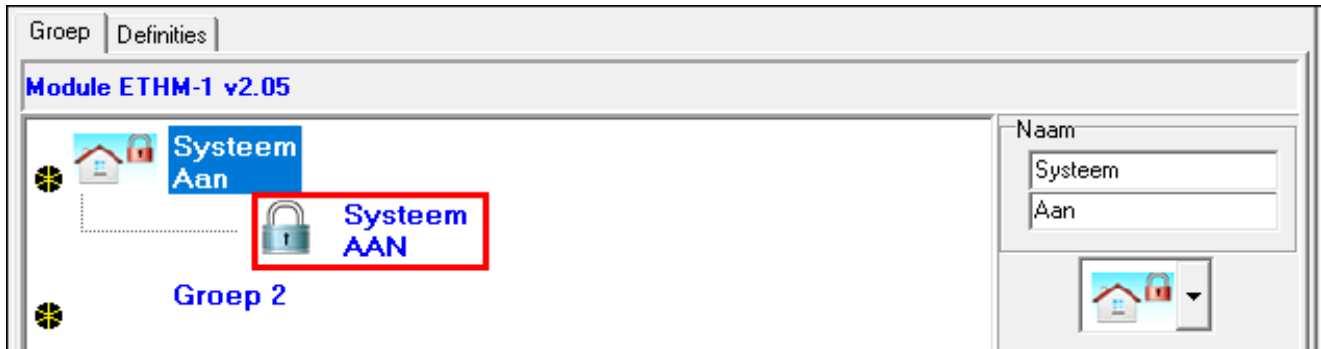 Groep Definities
Module ETHM-1 v2.05
Systeem
Aan
Systeem
AAN
Groep 2
Naam
Systeem
Aan